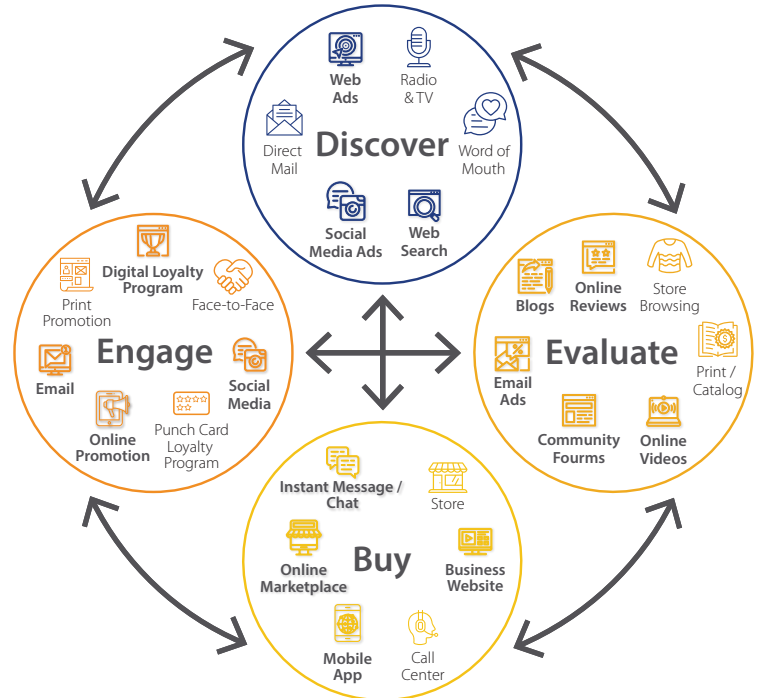 Web
Ads
Radio
& TV
Direct
Mail
Discover
Word of
Mouth
Social
Media Ads
Web
Search
Digital Loyalty
Program
Print
Promotion
Face-to-Face
Engage
Email
Social
Media
Online
Promotion
Punch Card
Loyalty
Program
Blogs
Online
Reviews
Store
Browsing
Evaluate
Email
Ads
Print /
Catalog
Community
Fourms
Online
Videos
Instant Message /
Chat
Store
Buy
Online
Marketplace
Business
Website
Mobile
App
Call
Center